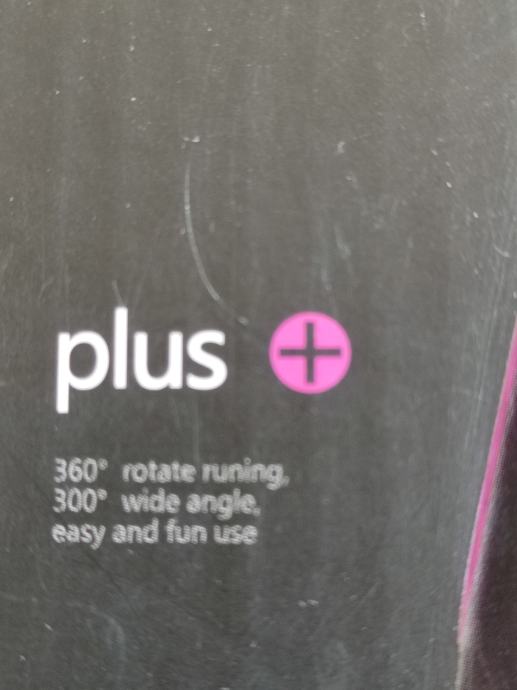 plus +
360° rotate runing,
300° wide angle,
easy and fun use